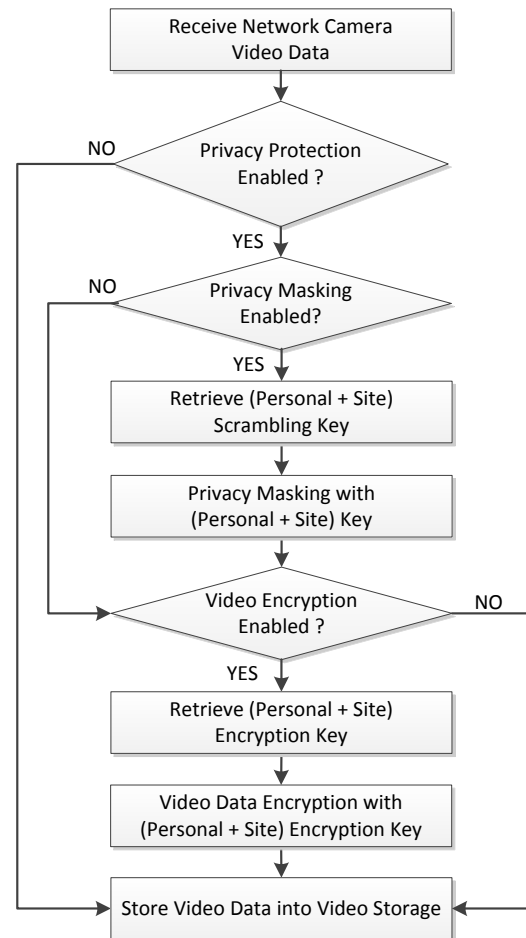 Receive Network Camera
Video Data
NO
Privacy Protection
Enabled ?
YES
NO
Privacy Masking
Enabled?
YES
Retrieve (Personal + Site)
Scrambling Key
Privacy Masking with
(Personal + Site) Key
Video Encryption
Enabled ?
NO
YES
Retrieve (Personal + Site)
Encryption Key
Video Data Encryption with
(Personal + Site) Encryption Key
Store Video Data into Video Storage